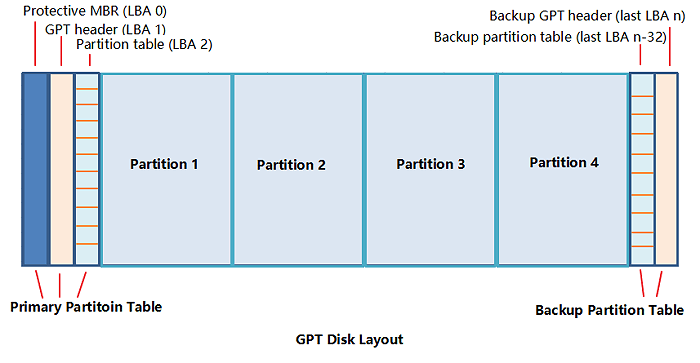 Protective MBR (LBA 0)
GPT header (LBA 1)
Partition table (LBA 2)
Backup GPT header (last LBA n)
Backup partition table (last LBA n-32)
Partition 1
Partition 2
Partition 3
Partition 4
Primary Partitoin Table
Backup Partition Table
GPT Disk Layout